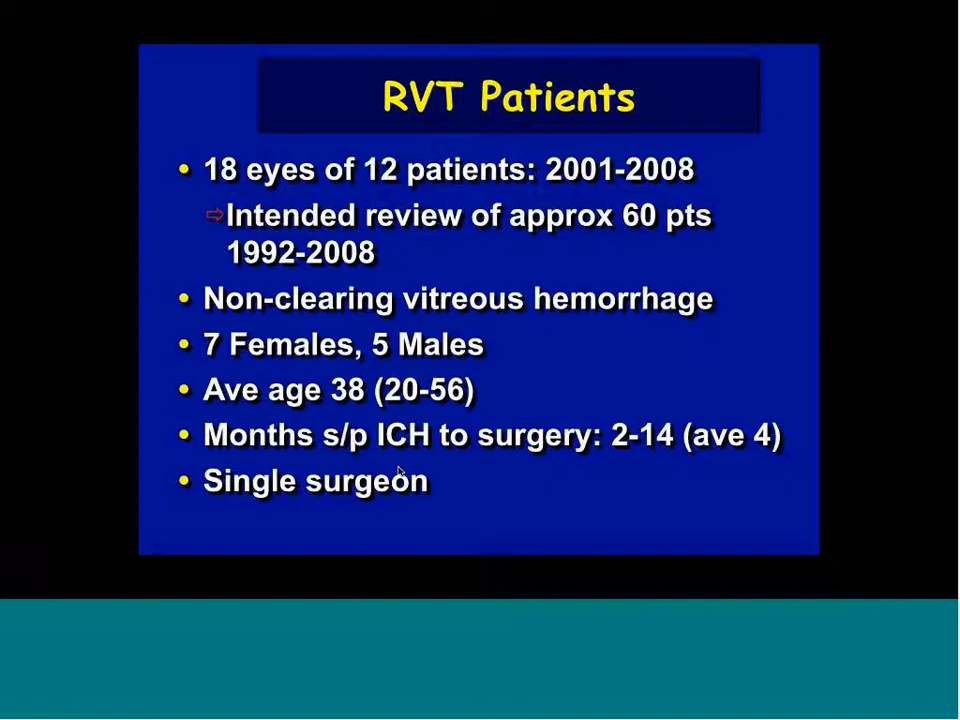 RVT Patients
• 18 eyes of 12 patients: 2001-2008
⇨Intended review of approx 60 pts
1992-2008
• Non-clearing vitreous hemorrhage
• 7 Females, 5 Males
• Ave age 38 (20-56)
• Months s/p ICH to surgery: 2-14 (ave 4)
• Single surgeon